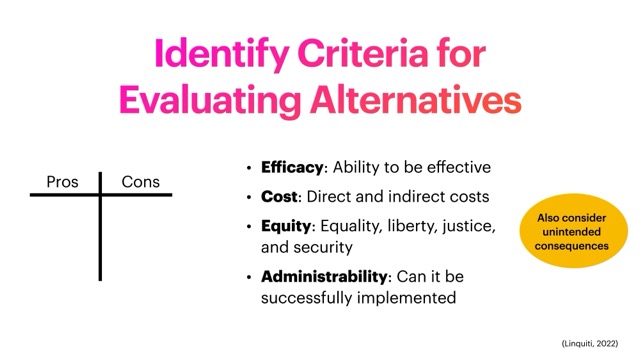 Identify Criteria for
Evaluating Alternatives
Pros
Cons
• Efficacy: Ability to be effective
• Cost: Direct and indirect costs
• Equity: Equality, liberty, justice,
and security
• Administrability: Can it be
successfully implemented
Also consider
unintended
consequences
(Linquiti, 2022)